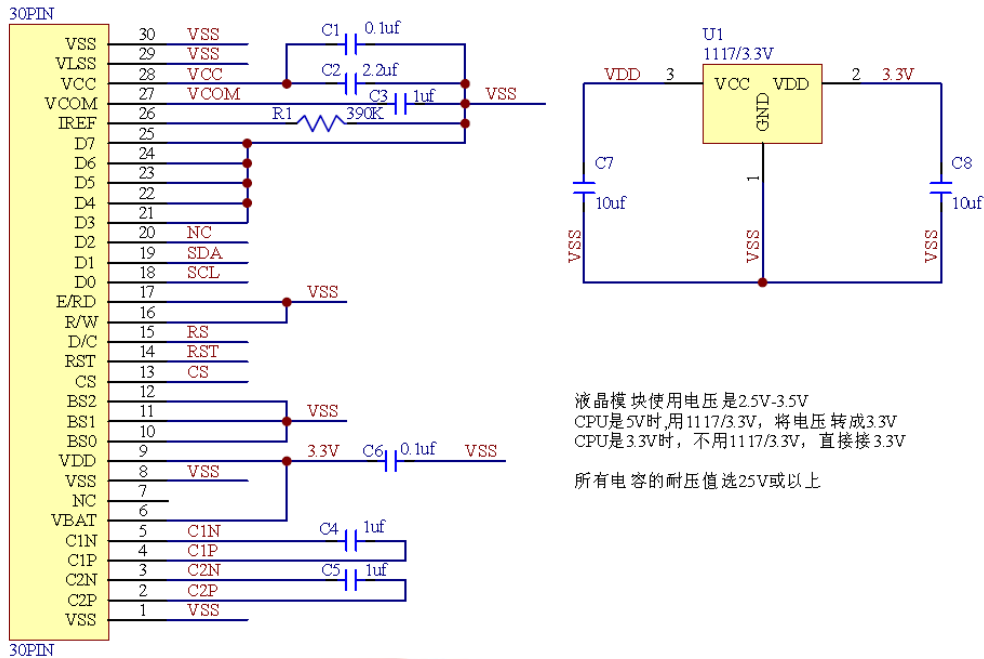 30PIN
VSS 30 VSS
VLSS 29 VSS
VCC 28 VCC
VCOM 27 VCOM
IREF 26
D7 25
D6 24
D5 23
D4 22
D3 21
D2 20 NC
D1 19 SDA
D0 18 SCL
E/RD 17 VSS
R/W 16
D/C 15 RS
RST 14 RST
CS 13 CS
BS2 12
BS1 11 VSS
BS0 10
VDD 9 3.3V C6 0.1uf VSS
VSS 8 VSS
NC 7
VBAT 6
C1N 5 C1N
C1P 4 C1P
C2N 3 C2N
C2P 2 C2P
VSS 1 VSS
30PIN
C1 0.1uf
C2 2.2uf
C3 1uf
VSS
R1 390K
C4 1uf
C5 1uf
U1
1117/3.3V
VDD 3 VCC VDD 2 3.3V
GND
1
C7
10uf
C8
10uf
VSS
VSS
VSS
液晶模块使用电压是2.5V-3.5V
CPU是5V时,用1117/3.3V，将电压转成3.3V
CPU是3.3V时，不用1117/3.3V，直接接3.3V
所有电容的耐压值选25V或以上